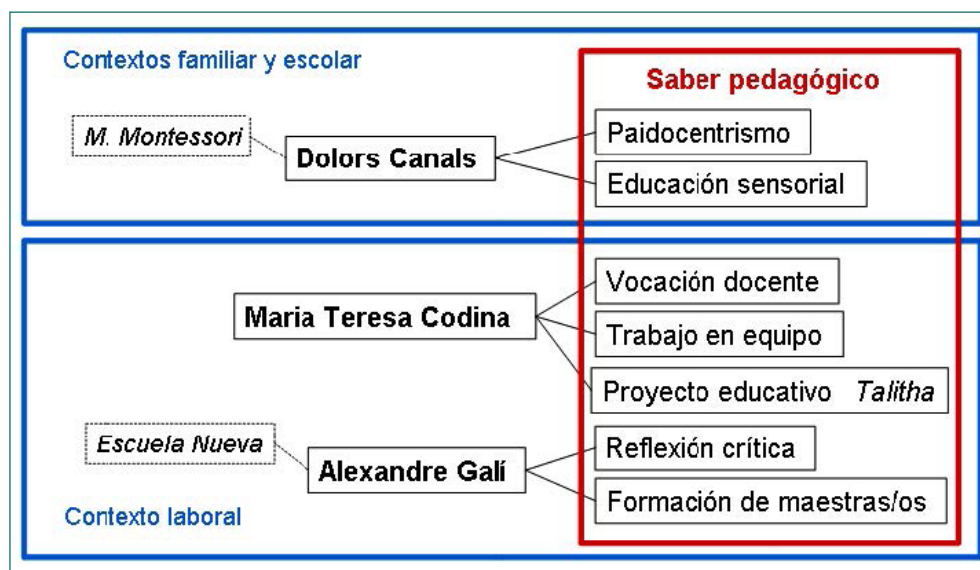 Contextos familiar y escolar
Saber pedagógico
M. Montessori
Dolors Canals
Paidocentrismo
Educación sensorial
Maria Teresa Codina
Vocación docente
Trabajo en equipo
Proyecto educativo Talitha
Escuela Nueva
Alexandre Galí
Reflexión crítica
Formación de maestras/os
Contexto laboral